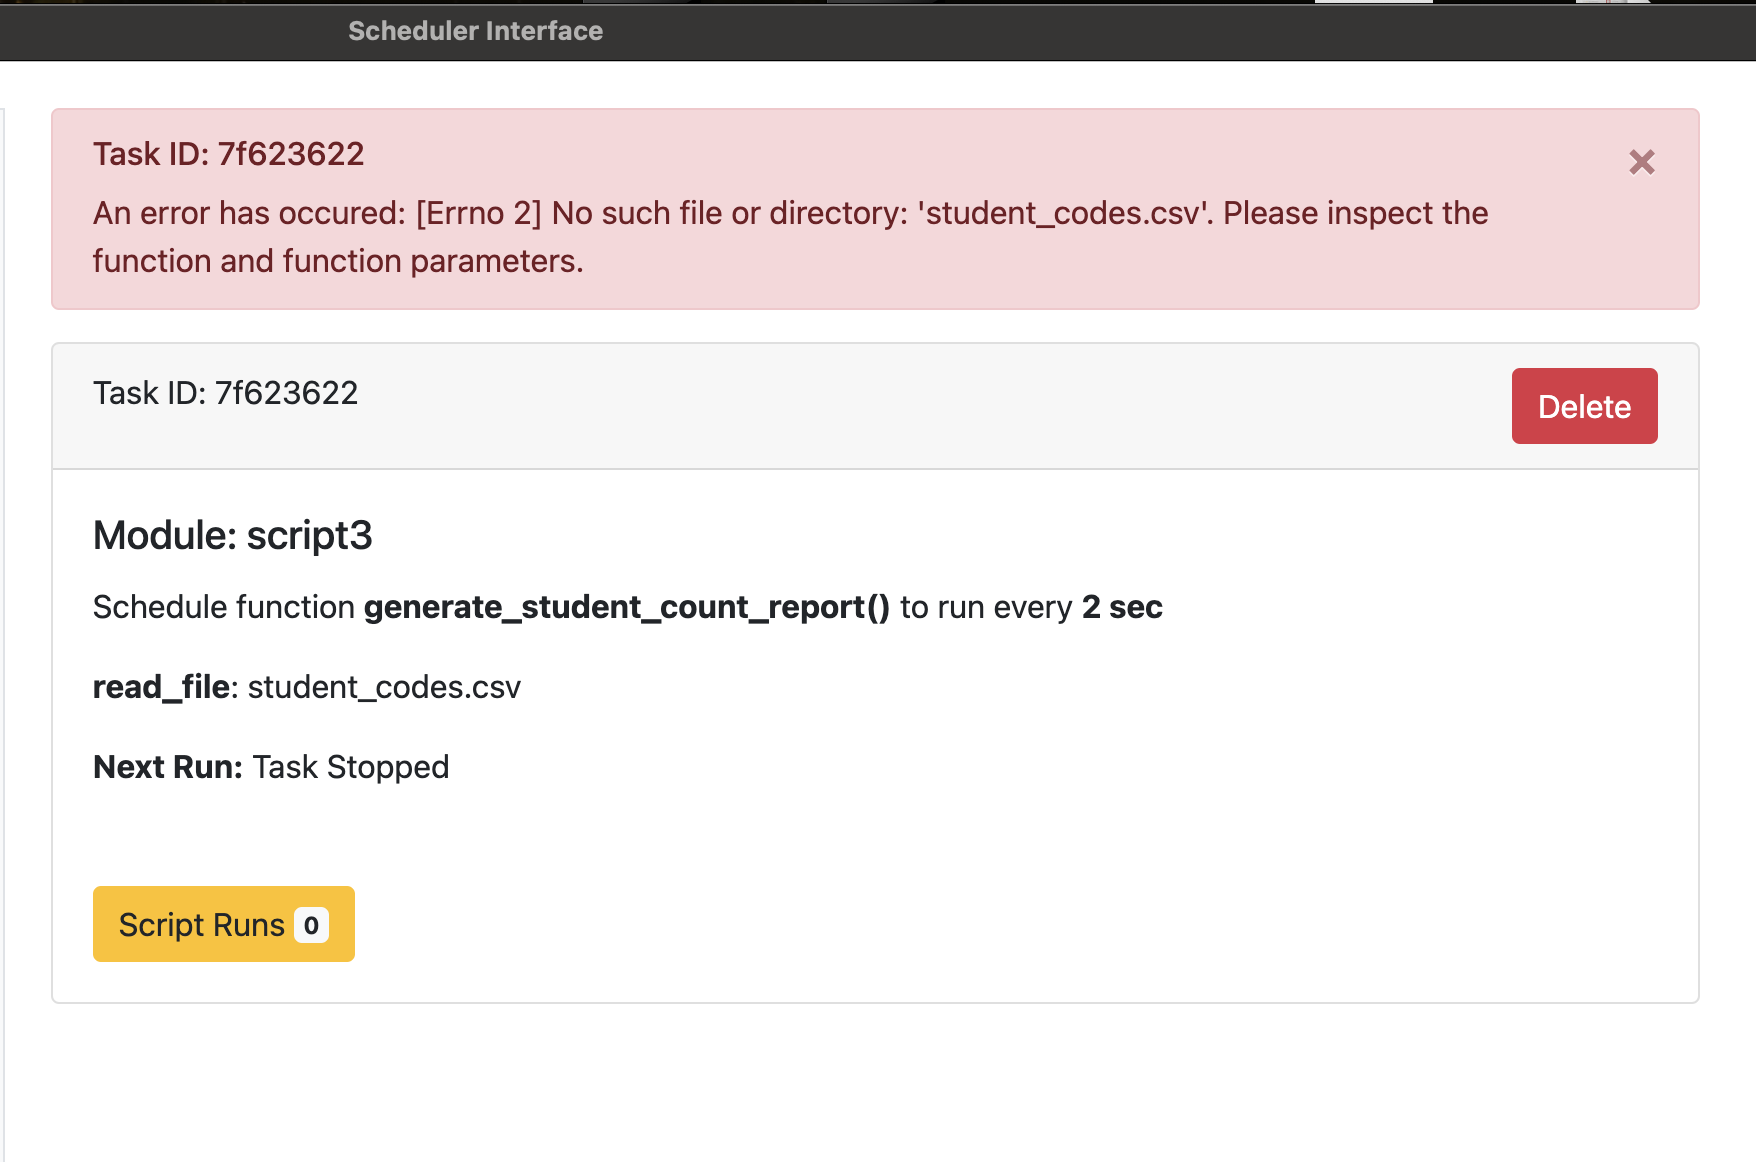 Scheduler Interface
Task ID: 7f623622
An error has occured: [Errno 2] No such file or directory: 'student_codes.csv'. Please inspect the
function and function parameters.
Task ID: 7f623622
Delete
Module: script3
Schedule function generate_student_count_report() to run every 2 sec
read_file: student_codes.csv
Next Run: Task Stopped
Script Runs 0